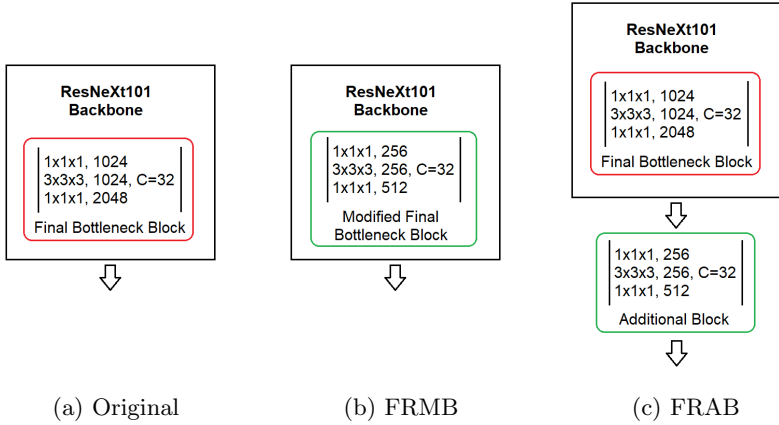 ResNeXt101
Backbone
1x1x1, 1024
3x3x3, 1024, C=32
1x1x1, 2048
Final Bottleneck Block
(a) Original
ResNeXt101
Backbone
1x1x1, 256
3x3x3, 256, C=32
1x1x1, 512
Modified Final
Bottleneck Block
(b) FRMB
ResNeXt101
Backbone
1x1x1, 1024
3x3x3, 1024, C=32
1x1x1, 2048
Final Bottleneck Block
1x1x1, 256
3x3x3, 256, C=32
1x1x1, 512
Additional Block
(c) FRAB